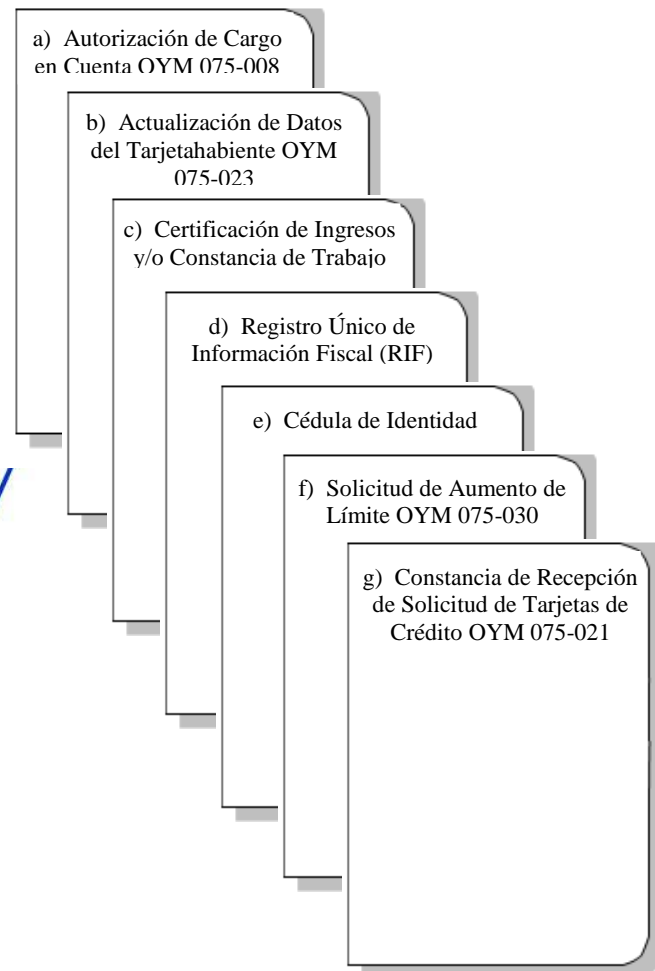 a) Autorización de Cargo
en Cuenta OYM 075-008
b) Actualización de Datos
del Tarjetahabiente OYM
075-023
c) Certificación de Ingresos
y/o Constancia de Trabajo
d) Registro Único de
Información Fiscal (RIF)
e) Cédula de Identidad
f) Solicitud de Aumento de
Límite OYM 075-030
g) Constancia de Recepción
de Solicitud de Tarjetas de
Crédito OYM 075-021